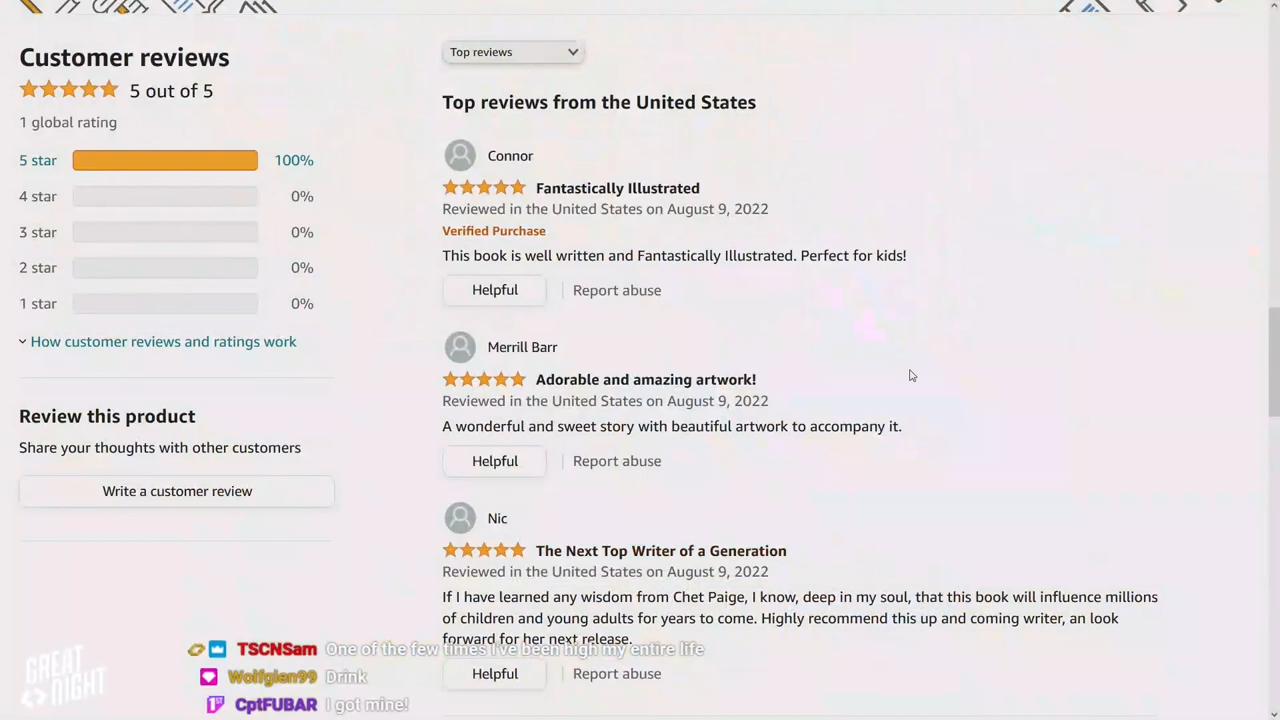 Customer reviews
5 out of 5
1 global rating
5 star 100%
4 star 0%
3 star 0%
2 star 0%
1 star 0%
How customer reviews and ratings work
Review this product
Share your thoughts with other customers
Write a customer review
Top reviews
Top reviews from the United States
Connor
Fantastically Illustrated
Reviewed in the United States on August 9, 2022
Verified Purchase
This book is well written and Fantastically Illustrated. Perfect for kids!
Helpful Report abuse
Merrill Barr
Adorable and amazing artwork!
Reviewed in the United States on August 9, 2022
A wonderful and sweet story with beautiful artwork to accompany it.
Helpful Report abuse
Nic
The Next Top Writer of a Generation
Reviewed in the United States on August 9, 2022
If I have learned any wisdom from Chet Paige, I know, deep in my soul, that this book will influence millions
of children and young adults for years to come. Highly recommend this up and coming writer, an look
forward for her next release.
Helpful Report abuse
TSCNSam One of the few times I've been high my entire life
Wolfglen99 Drink
CptFUBAR I got mine!
GREAT
NIGHT